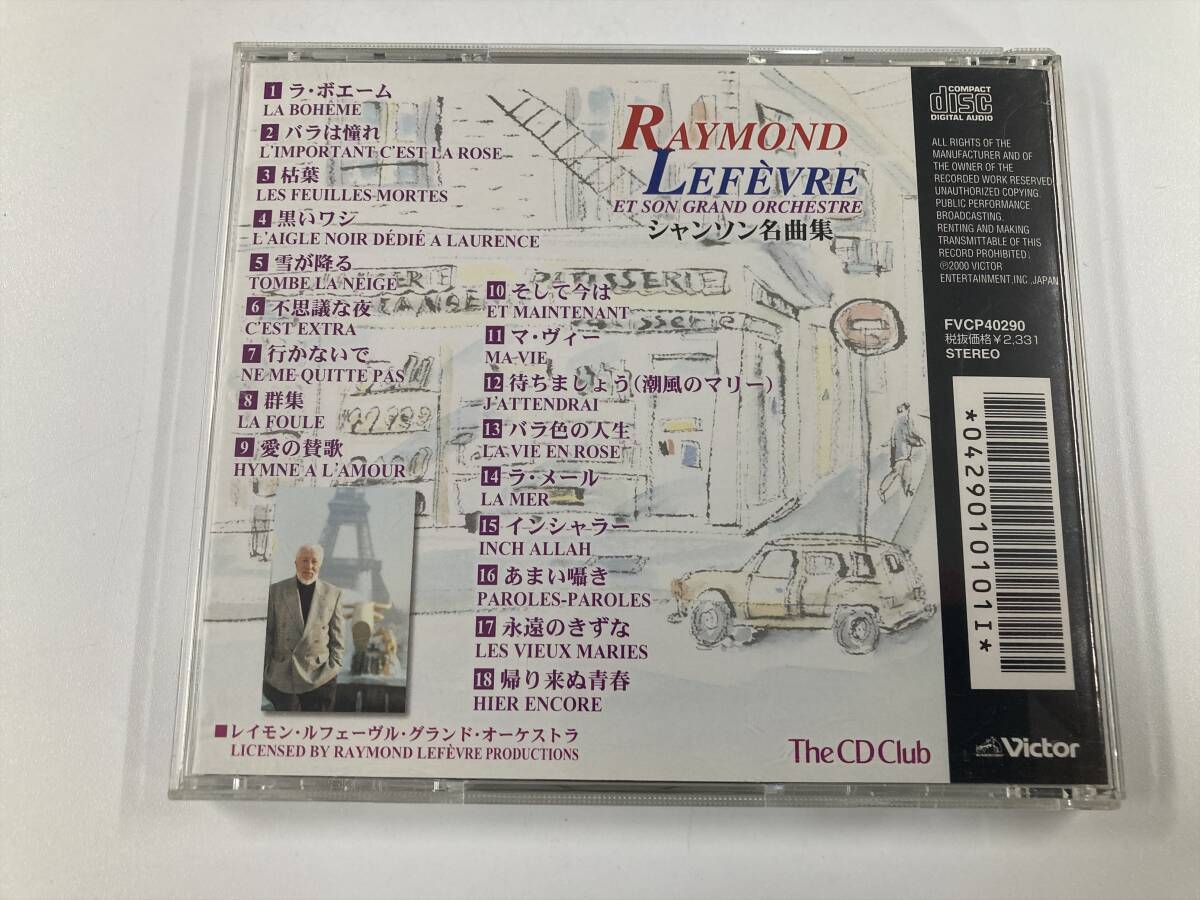 1 ラ・ボエーム
LA BOHÈME
2 バラは憧れ
L'IMPORTANT C'EST LA ROSE
3 枯葉
LES FEUILLES-MORTES
4 黒いワシ
L'AIGLE NOIR DÉDIÉ A LAURENCE
5 雪が降る
TOMBE LA NEIGE
6 不思議な夜
C'EST EXTRA
7 行かないで
NE ME QUITTE PAS
8 群集
LA FOULE
9 愛の賛歌
HYMNE A L'AMOUR
10 そして今は
ET MAINTENANT
11 マ・ヴィー
MA VIE
12 待ちましょう(潮風のマリー)
J'ATTENDRAI
13 バラ色の人生
LA VIE EN ROSE
14 ラ・メール
LA MER
15 インシャラー
INCH ALLAH
16 あまい囁き
PAROLES-PAROLES
17 永遠のきずな
LES VIEUX MARIES
18 帰り来ぬ青春
HIER ENCORE
RAYMOND
LEFÈVRE
ET SON GRAND ORCHESTRE
シャンソン名曲集
PATISSERIE
■レイモン・ルフェーヴル・グランド・オーケストラ
LICENSED BY RAYMOND LEFÈVRE PRODUCTIONS
The CD Club
COMPACT
disc
DIGITAL AUDIO
ALL RIGHTS OF THE
MANUFACTURER AND OF
THE OWNER OF THE
RECORDED WORK RESERVED
UNAUTHORIZED COPYING.
PUBLIC PERFORMANCE.
BROADCASTING,
RENTING AND MAKING
TRANSMITTABLE OF THIS
RECORD PROHIBITED.
℗2000 VICTOR
ENTERTAINMENT,INC.,JAPAN
FVCP40290
税抜価格¥2,331
STEREO
*042901010 1I*
Victor